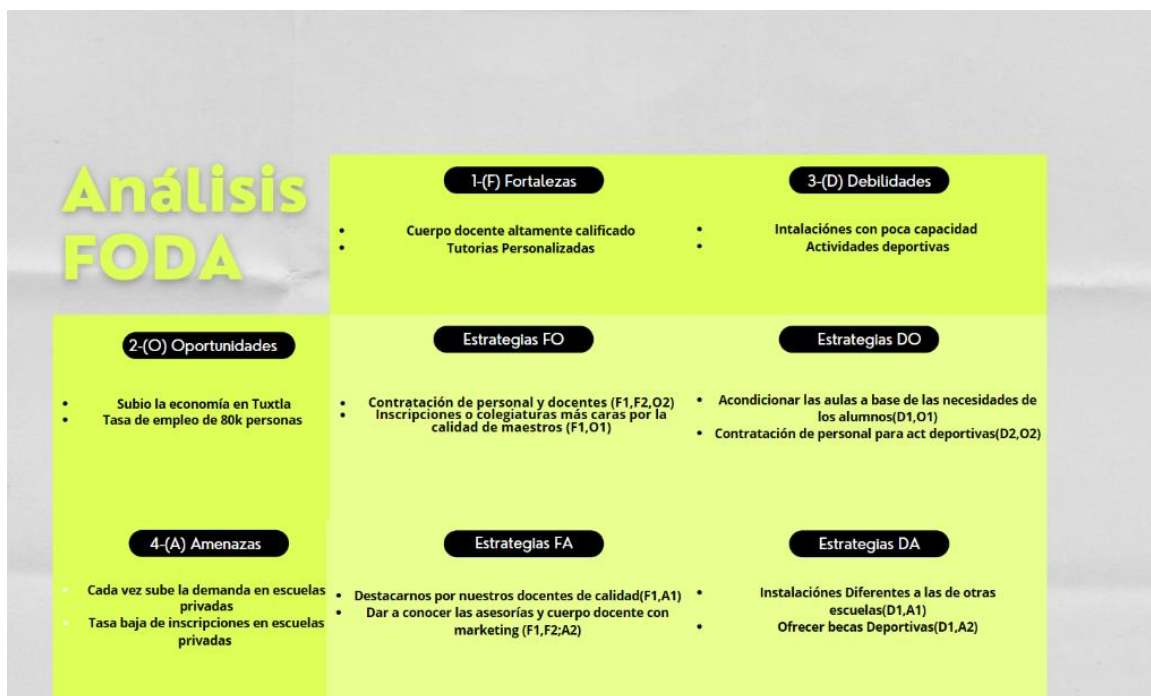 Análisis
FODA
1-(F) Fortalezas
• Cuerpo docente altamente calificado
• Tutorias Personalizadas
3-(D) Debilidades
• Intalaciónes con poca capacidad
• Actividades deportivas
2-(O) Oportunidades
• Subio la economía en Tuxtla
• Tasa de empleo de 80k personas
Estrategias FO
• Contratación de personal y docentes (F1,F2,O2)
• Inscripciones o colegiaturas más caras por la
calidad de maestros (F1,O1)
Estrategias DO
• Acondicionar las aulas a base de las necesidades de
los alumnos(D1,O1)
• Contratación de personal para act deportivas(D2,O2)
4-(A) Amenazas
• Cada vez sube la demanda en escuelas
privadas
• Tasa baja de inscripciones en escuelas
privadas
Estrategias FA
• Destacarnos por nuestros docentes de calidad(F1,A1)
• Dar a conocer las asesorías y cuerpo docente con
marketing (F1,F2;A2)
Estrategias DA
• Instalaciónes Diferentes a las de otras
escuelas(D1,A1)
• Ofrecer becas Deportivas(D1,A2)